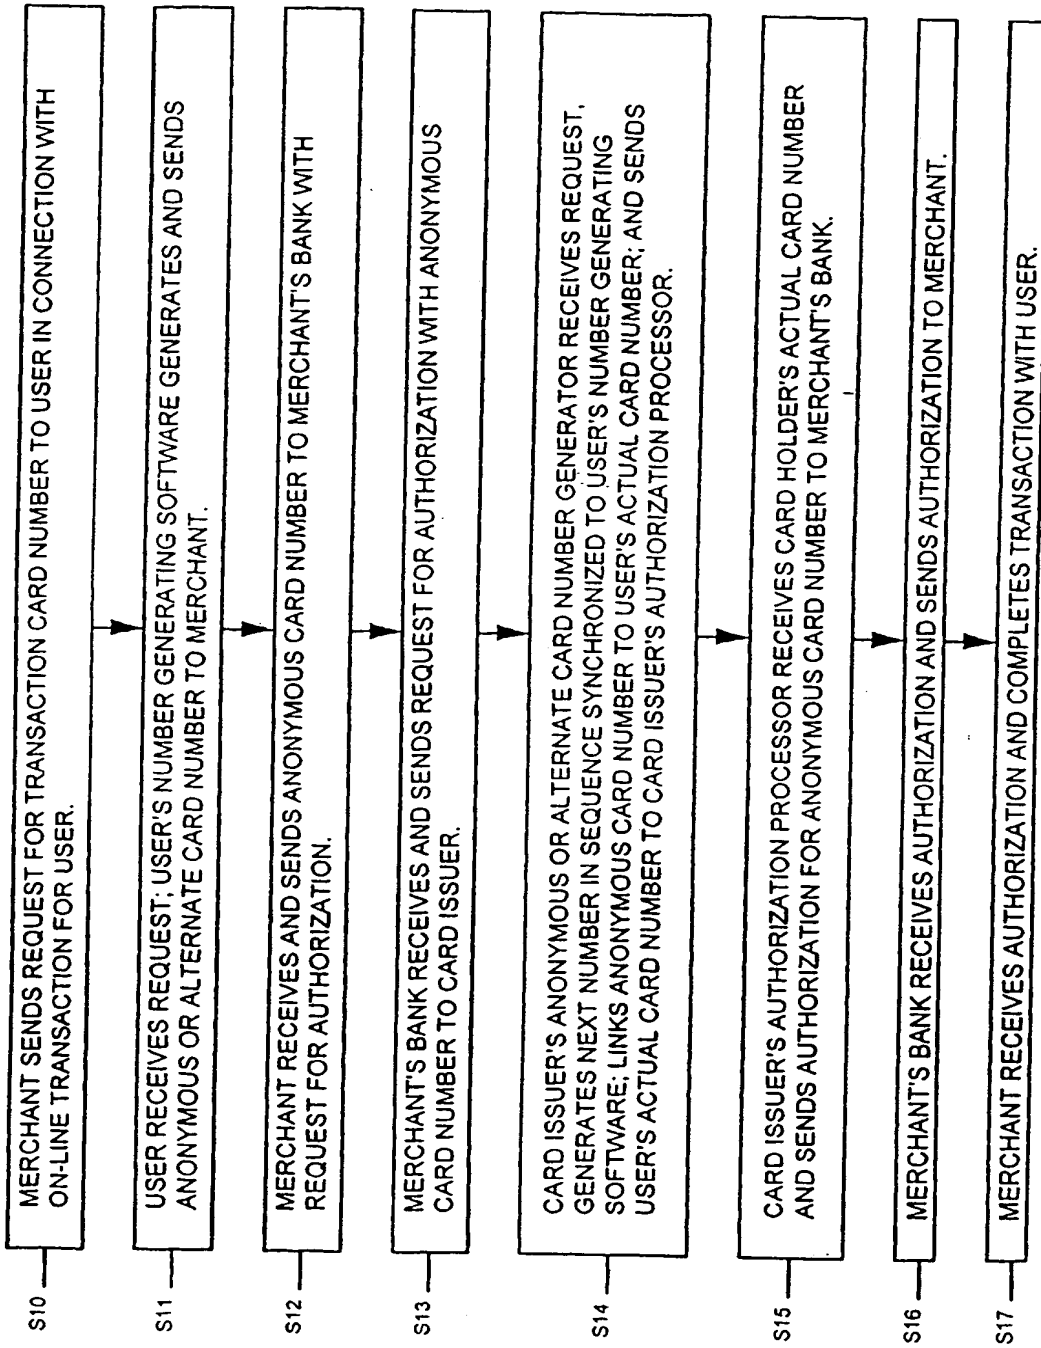 S10
MERCHANT SENDS REQUEST FOR TRANSACTION CARD NUMBER TO USER IN CONNECTION WITH
ON-LINE TRANSACTION FOR USER.
S11
USER RECEIVES REQUEST; USER'S NUMBER GENERATING SOFTWARE GENERATES AND SENDS
ANONYMOUS OR ALTERNATE CARD NUMBER TO MERCHANT.
S12
MERCHANT RECEIVES AND SENDS ANONYMOUS CARD NUMBER TO MERCHANT'S BANK WITH
REQUEST FOR AUTHORIZATION.
S13
MERCHANT'S BANK RECEIVES AND SENDS REQUEST FOR AUTHORIZATION WITH ANONYMOUS
CARD NUMBER TO CARD ISSUER.
S14
CARD ISSUER'S ANONYMOUS OR ALTERNATE CARD NUMBER GENERATOR RECEIVES REQUEST,
GENERATES NEXT NUMBER IN SEQUENCE SYNCHRONIZED TO USER'S NUMBER GENERATING
SOFTWARE; LINKS ANONYMOUS CARD NUMBER TO USER'S ACTUAL CARD NUMBER; AND SENDS
USER'S ACTUAL CARD NUMBER TO CARD ISSUER'S AUTHORIZATION PROCESSOR.
S15
CARD ISSUER'S AUTHORIZATION PROCESSOR RECEIVES CARD HOLDER'S ACTUAL CARD NUMBER
AND SENDS AUTHORIZATION FOR ANONYMOUS CARD NUMBER TO MERCHANT'S BANK.
S16
MERCHANT'S BANK RECEIVES AUTHORIZATION AND SENDS AUTHORIZATION TO MERCHANT.
S17
MERCHANT RECEIVES AUTHORIZATION AND COMPLETES TRANSACTION WITH USER.